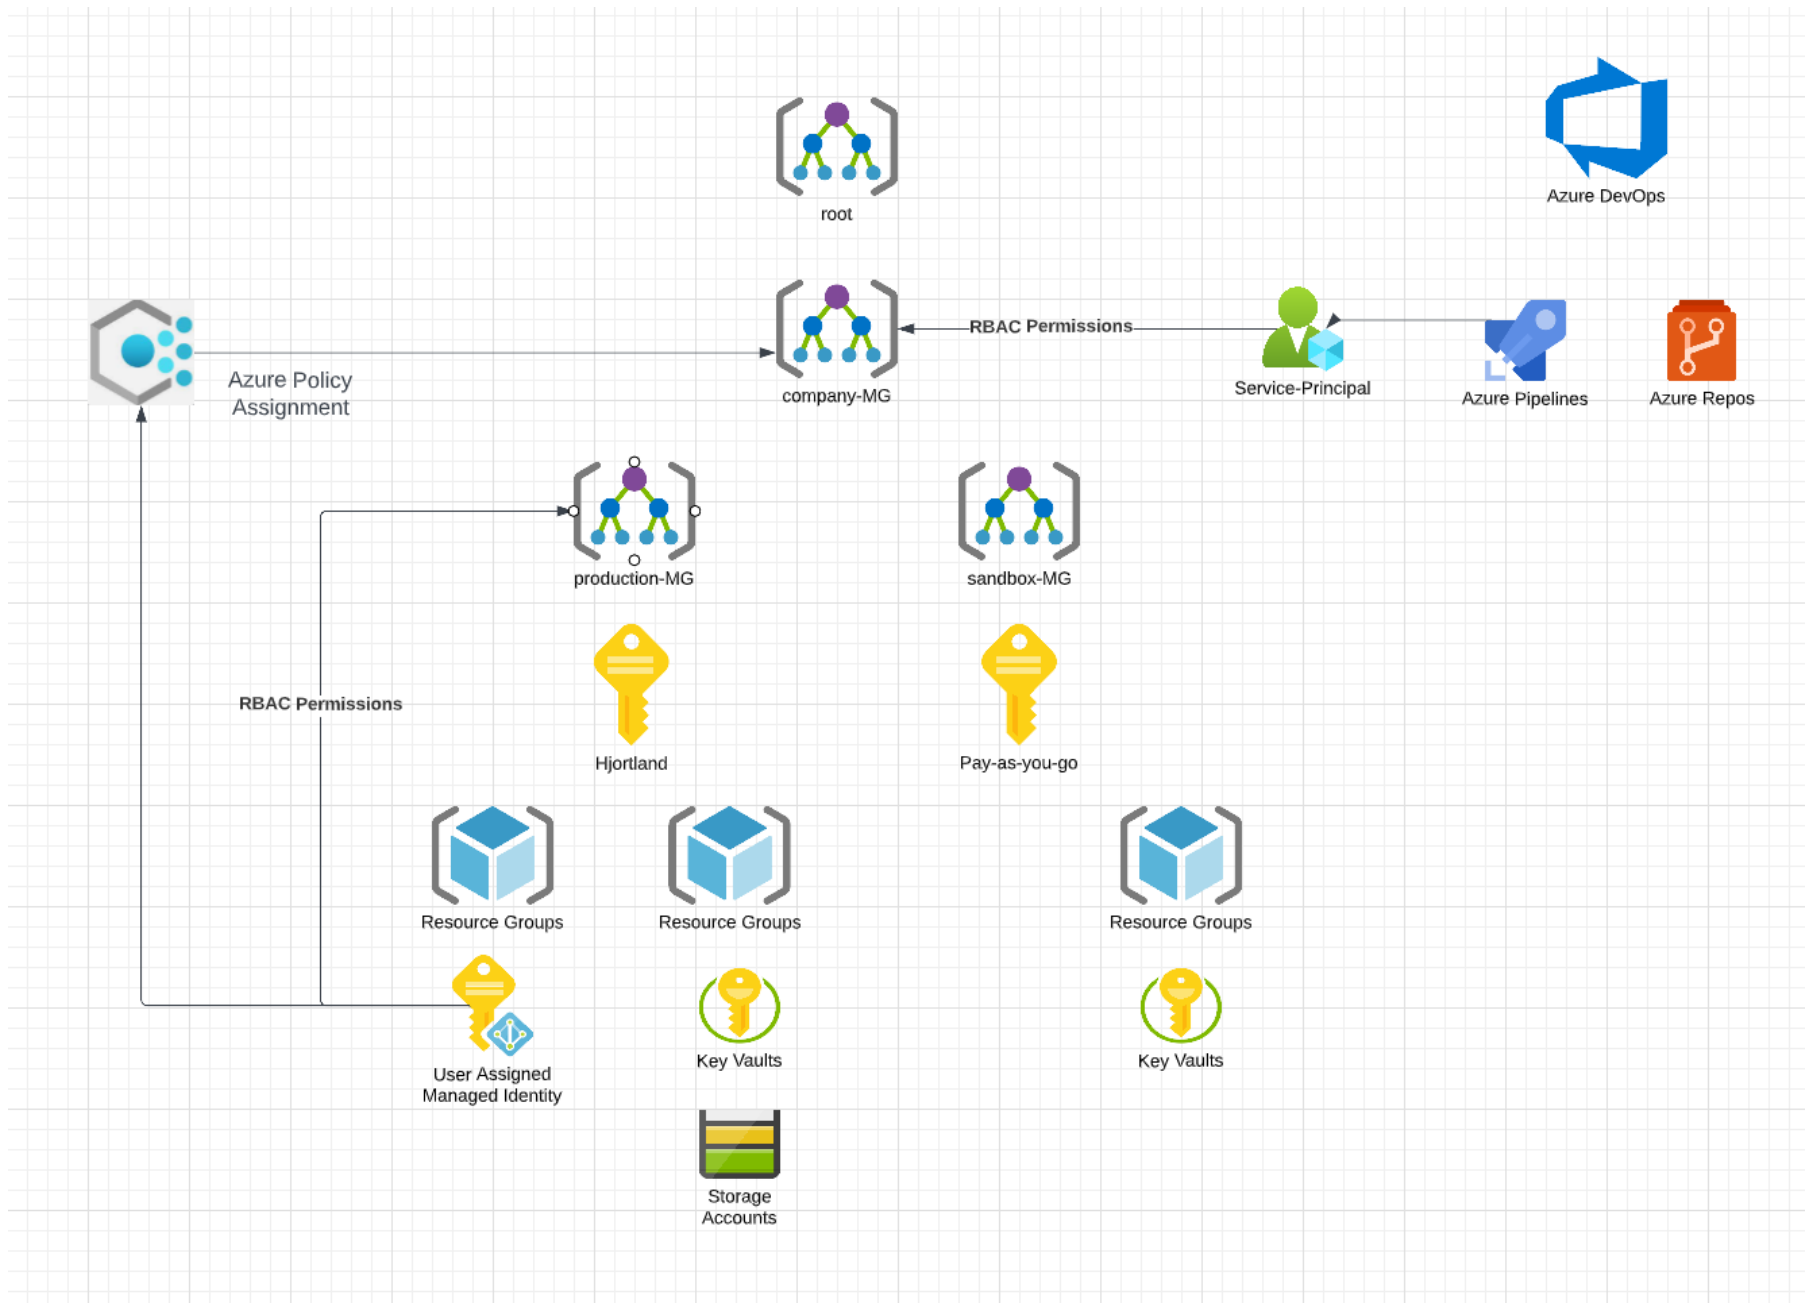 Azure DevOps
root
RBAC Permissions
Azure Policy
Assignment
company-MG
Service-Principal
Azure Pipelines
Azure Repos
production-MG
sandbox-MG
RBAC Permissions
Hjortland
Pay-as-you-go
Resource Groups
Resource Groups
Resource Groups
User Assigned
Managed Identity
Key Vaults
Key Vaults
Storage
Accounts